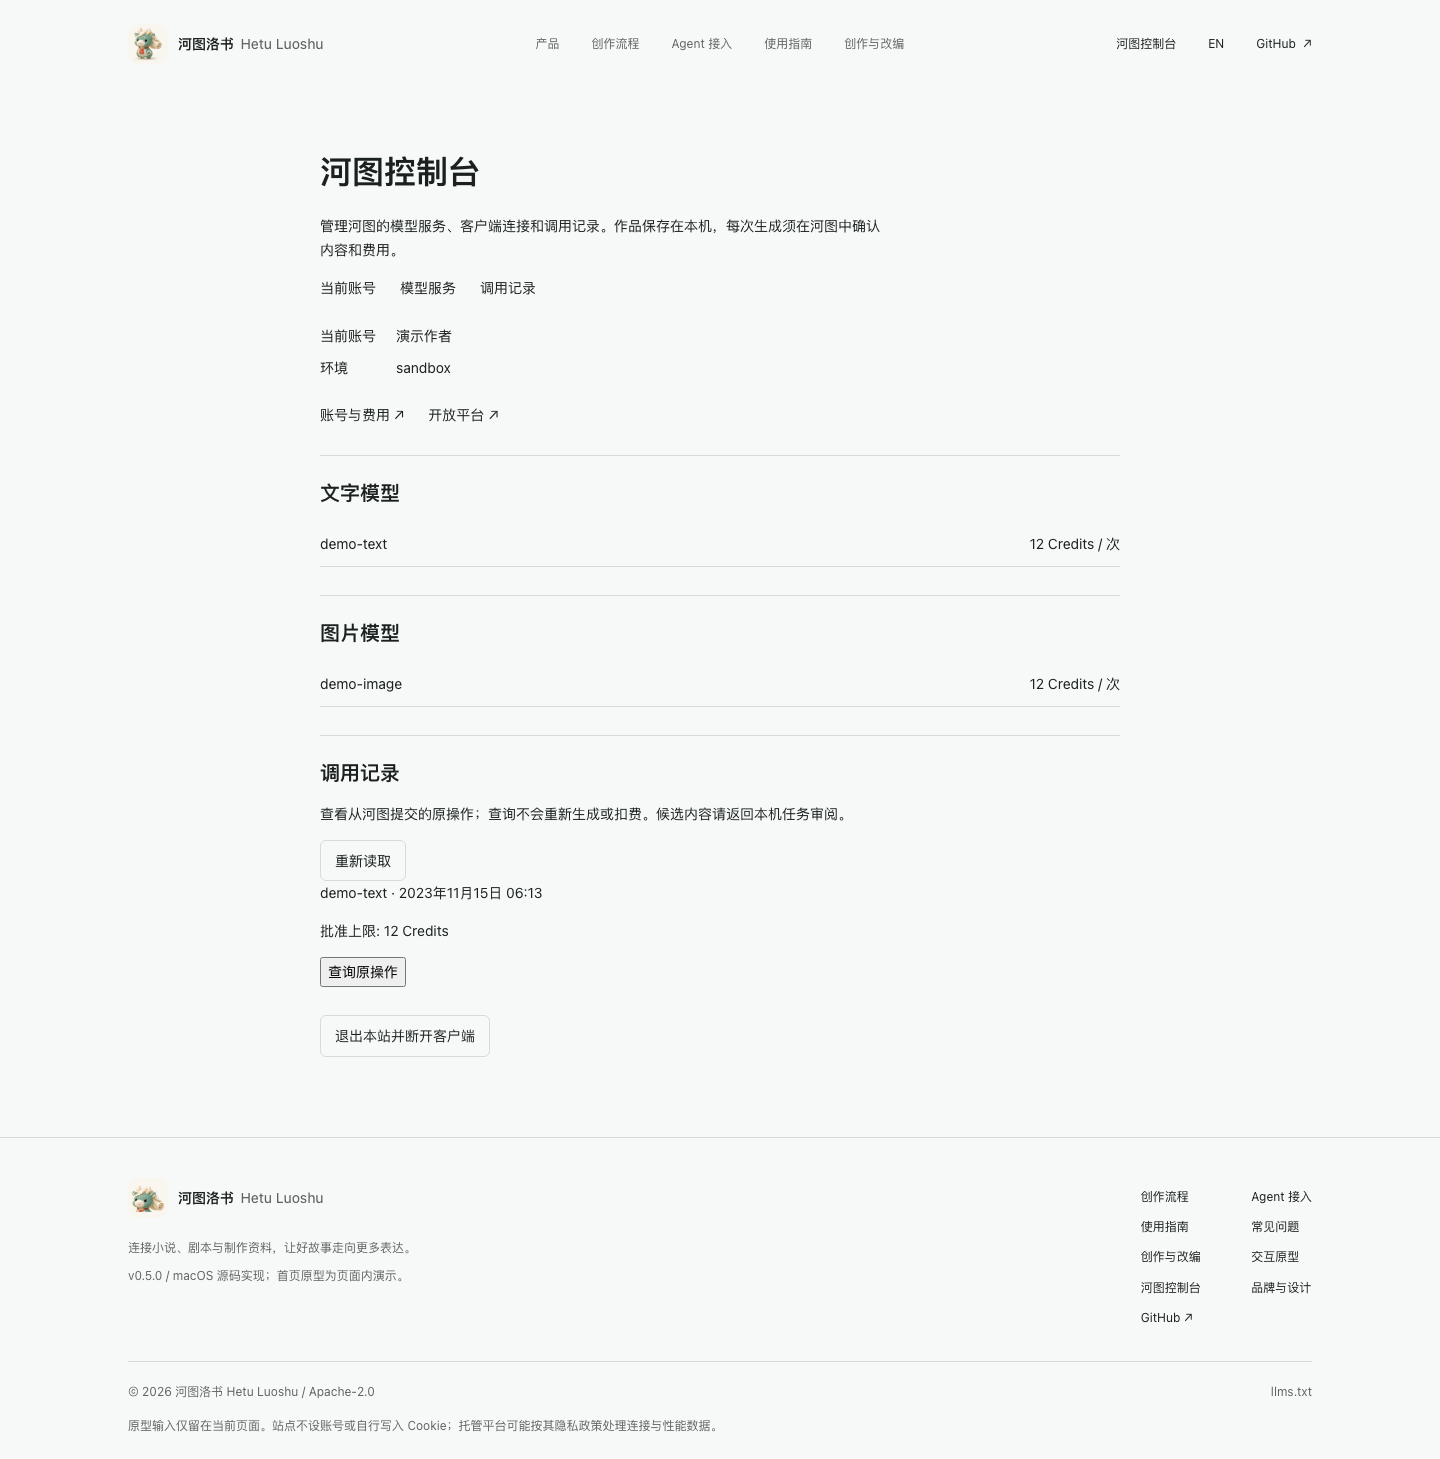 河图洛书 Hetu Luoshu
产品 创作流程 Agent 接入 使用指南 创作与改编
河图控制台 EN GitHub ↗
河图控制台
管理河图的模型服务、客户端连接和调用记录。作品保存在本机，每次生成须在河图中确认
内容和费用。
当前账号 模型服务 调用记录
当前账号 演示作者
环境 sandbox
账号与费用 ↗ 开放平台 ↗
文字模型
demo-text 12 Credits / 次
图片模型
demo-image 12 Credits / 次
调用记录
查看从河图提交的原操作；查询不会重新生成或扣费。候选内容请返回本机任务审阅。
重新读取
demo-text · 2023年11月15日 06:13
批准上限: 12 Credits
查询原操作
退出本站并断开客户端
河图洛书 Hetu Luoshu
连接小说、剧本与制作资料，让好故事走向更多表达。
v0.5.0 / macOS 源码实现；首页原型为页面内演示。
创作流程 Agent 接入
使用指南 常见问题
创作与改编 交互原型
河图控制台 品牌与设计
GitHub ↗
© 2026 河图洛书 Hetu Luoshu / Apache-2.0 llms.txt
原型输入仅留在当前页面。站点不设账号或自行写入 Cookie；托管平台可能按其隐私政策处理连接与性能数据。